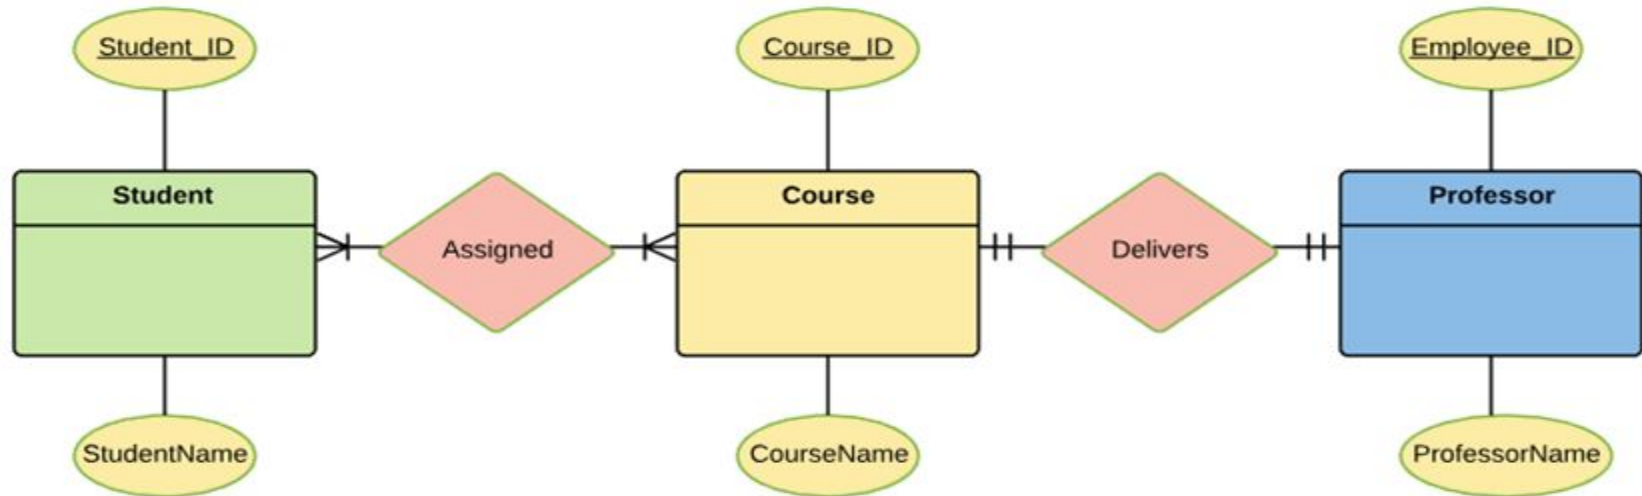 Student_ID
Course_ID
Employee_ID
Student
Course
Professor
Assigned
Delivers
StudentName
CourseName
ProfessorName